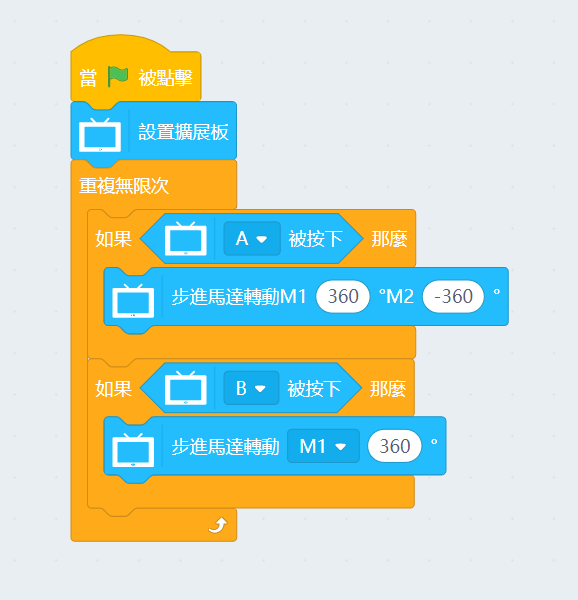 當 被點擊
設置擴展板
重複無限次
如果 A 被按下 那麼
步進馬達轉動M1 360 °M2 -360 °
如果 B 被按下 那麼
步進馬達轉動 M1 360 °